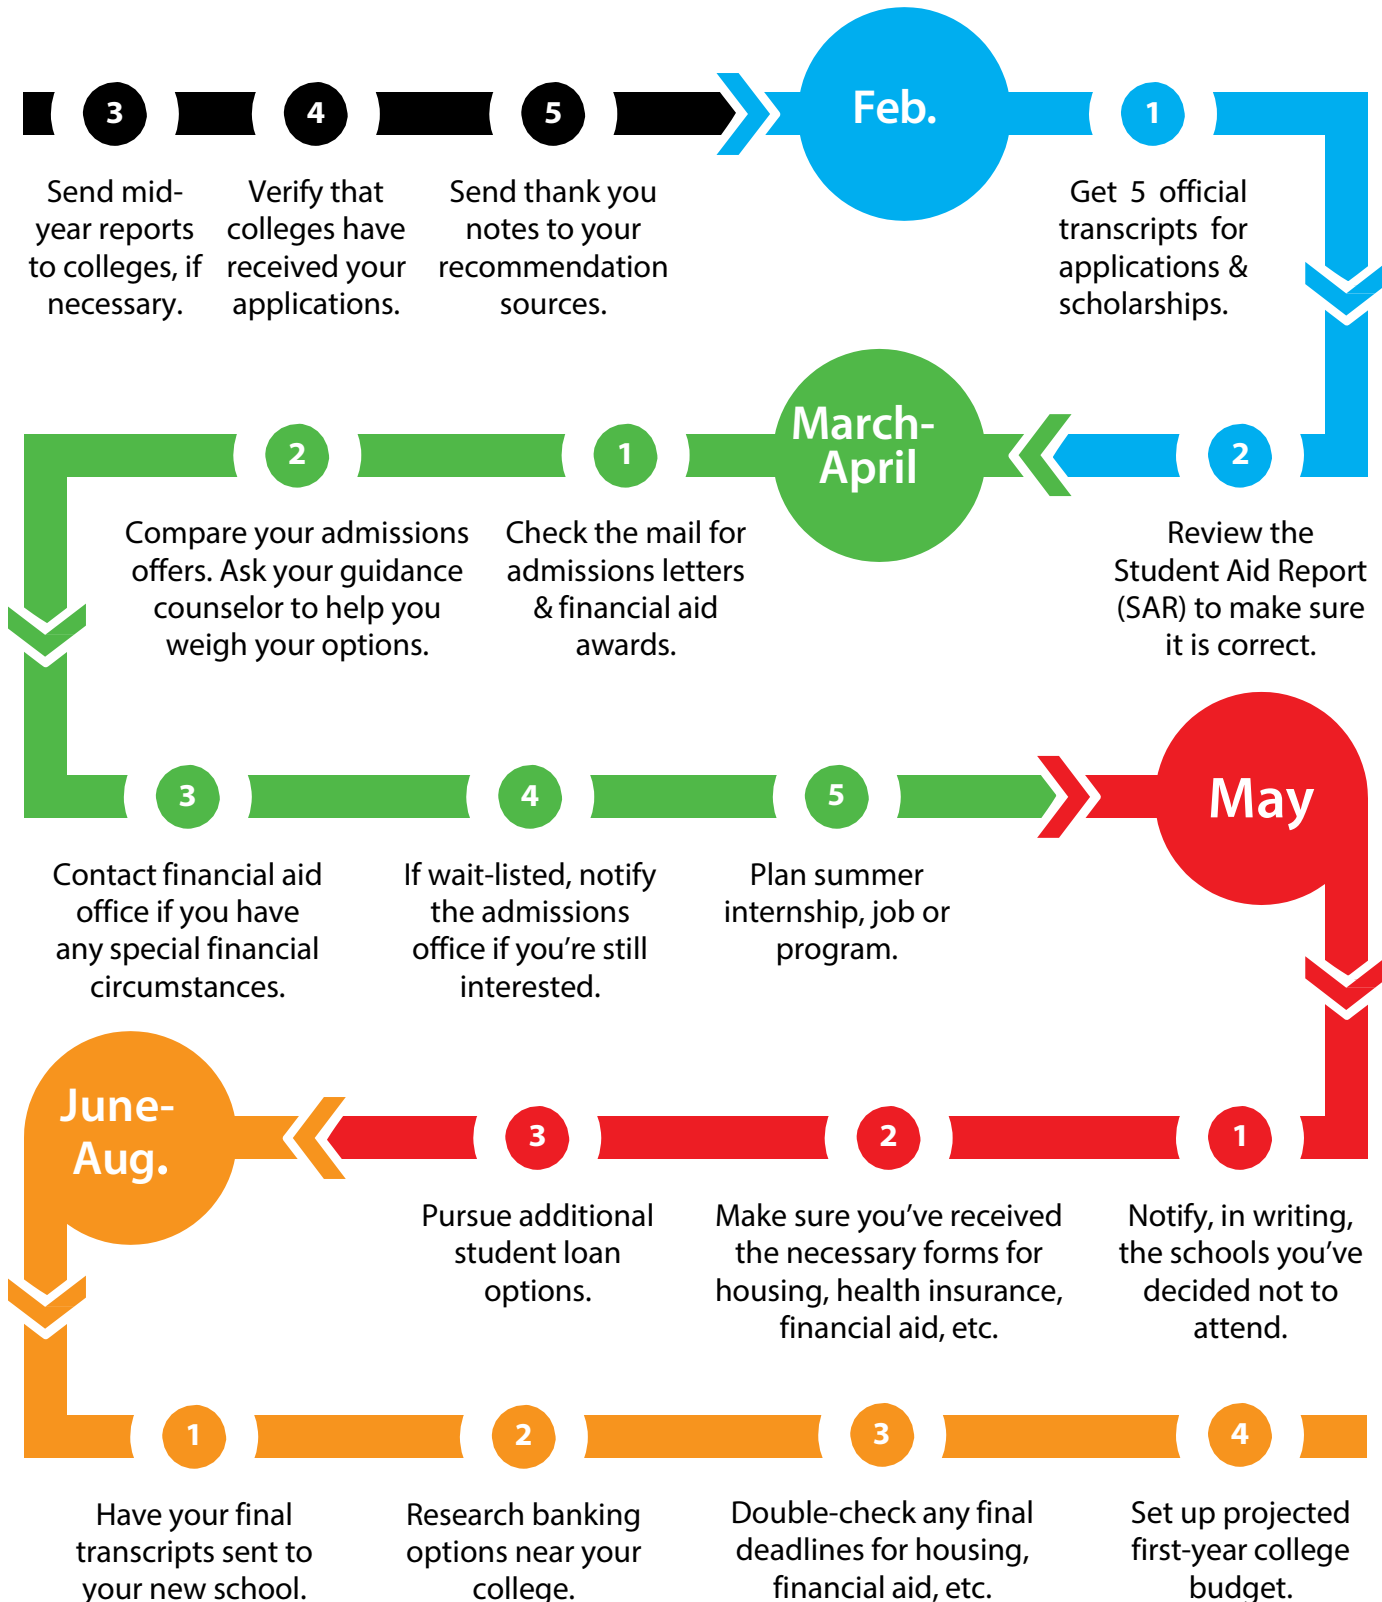 3
4
5
Feb.
1
Send mid-
year reports
to colleges, if
necessary.
Verify that
colleges have
received your
applications.
Send thank you
notes to your
recommendation
sources.
Get 5 official
transcripts for
applications &
scholarships.
March-
April
2
1
2
Compare your admissions
offers. Ask your guidance
counselor to help you
weigh your options.
Check the mail for
admissions letters
& financial aid
awards.
Review the
Student Aid Report
(SAR) to make sure
it is correct.
3
4
5
May
Contact financial aid
office if you have
any special financial
circumstances.
If wait-listed, notify
the admissions
office if you're still
interested.
Plan summer
internship, job or
program.
June-
Aug.
3
2
1
Pursue additional
student loan
options.
Make sure you've received
the necessary forms for
housing, health insurance,
financial aid, etc.
Notify, in writing,
the schools you've
decided not to
attend.
1
2
3
4
Have your final
transcripts sent to
your new school.
Research banking
options near your
college.
Double-check any final
deadlines for housing,
financial aid, etc.
Set up projected
first-year college
budget.